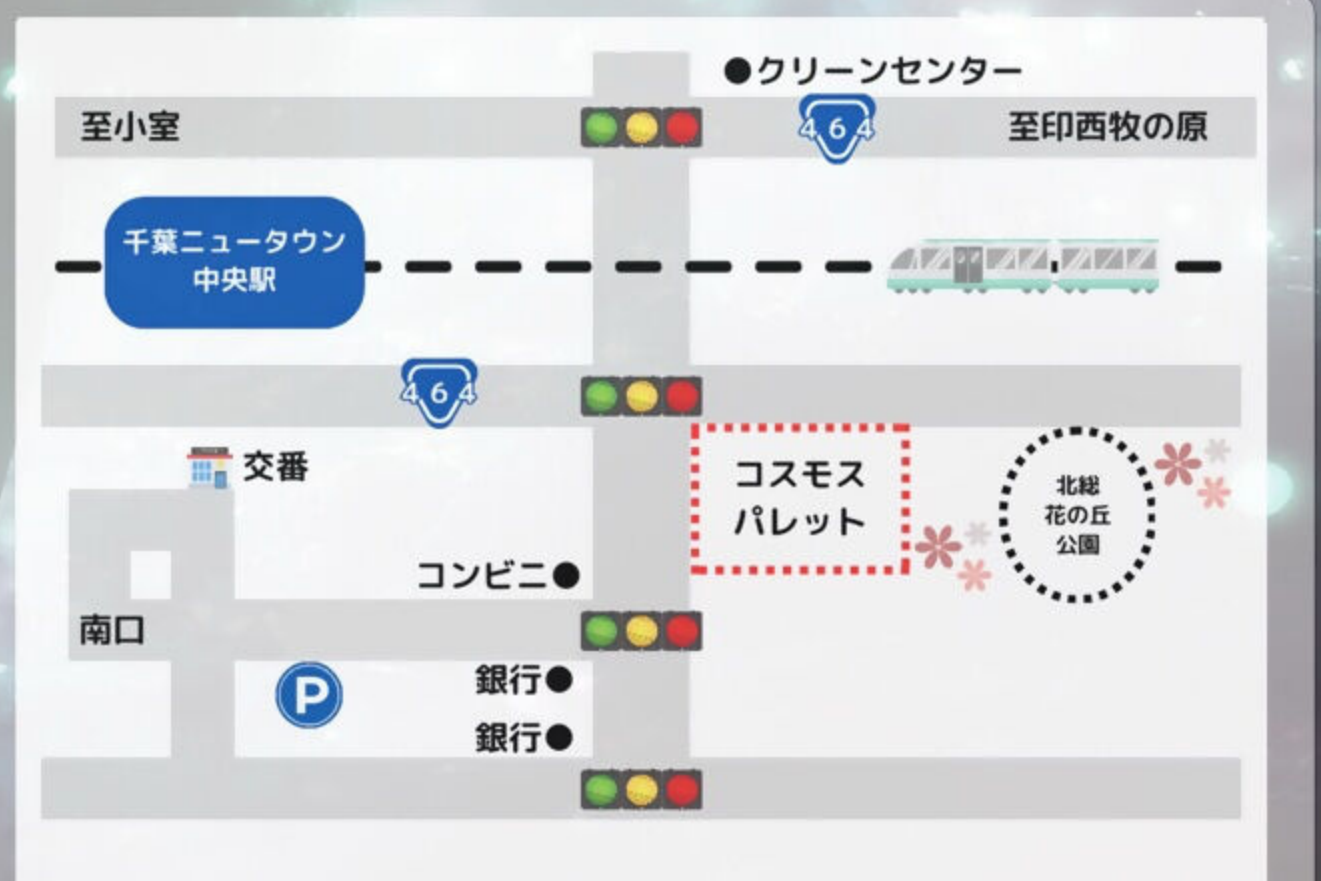 ●クリーンセンター
至小室
464
至印西牧の原
千葉ニュータウン
中央駅
464
交番
コスモス
パレット
北総
花の丘
公園
コンビニ●
南口
P
銀行●
銀行●